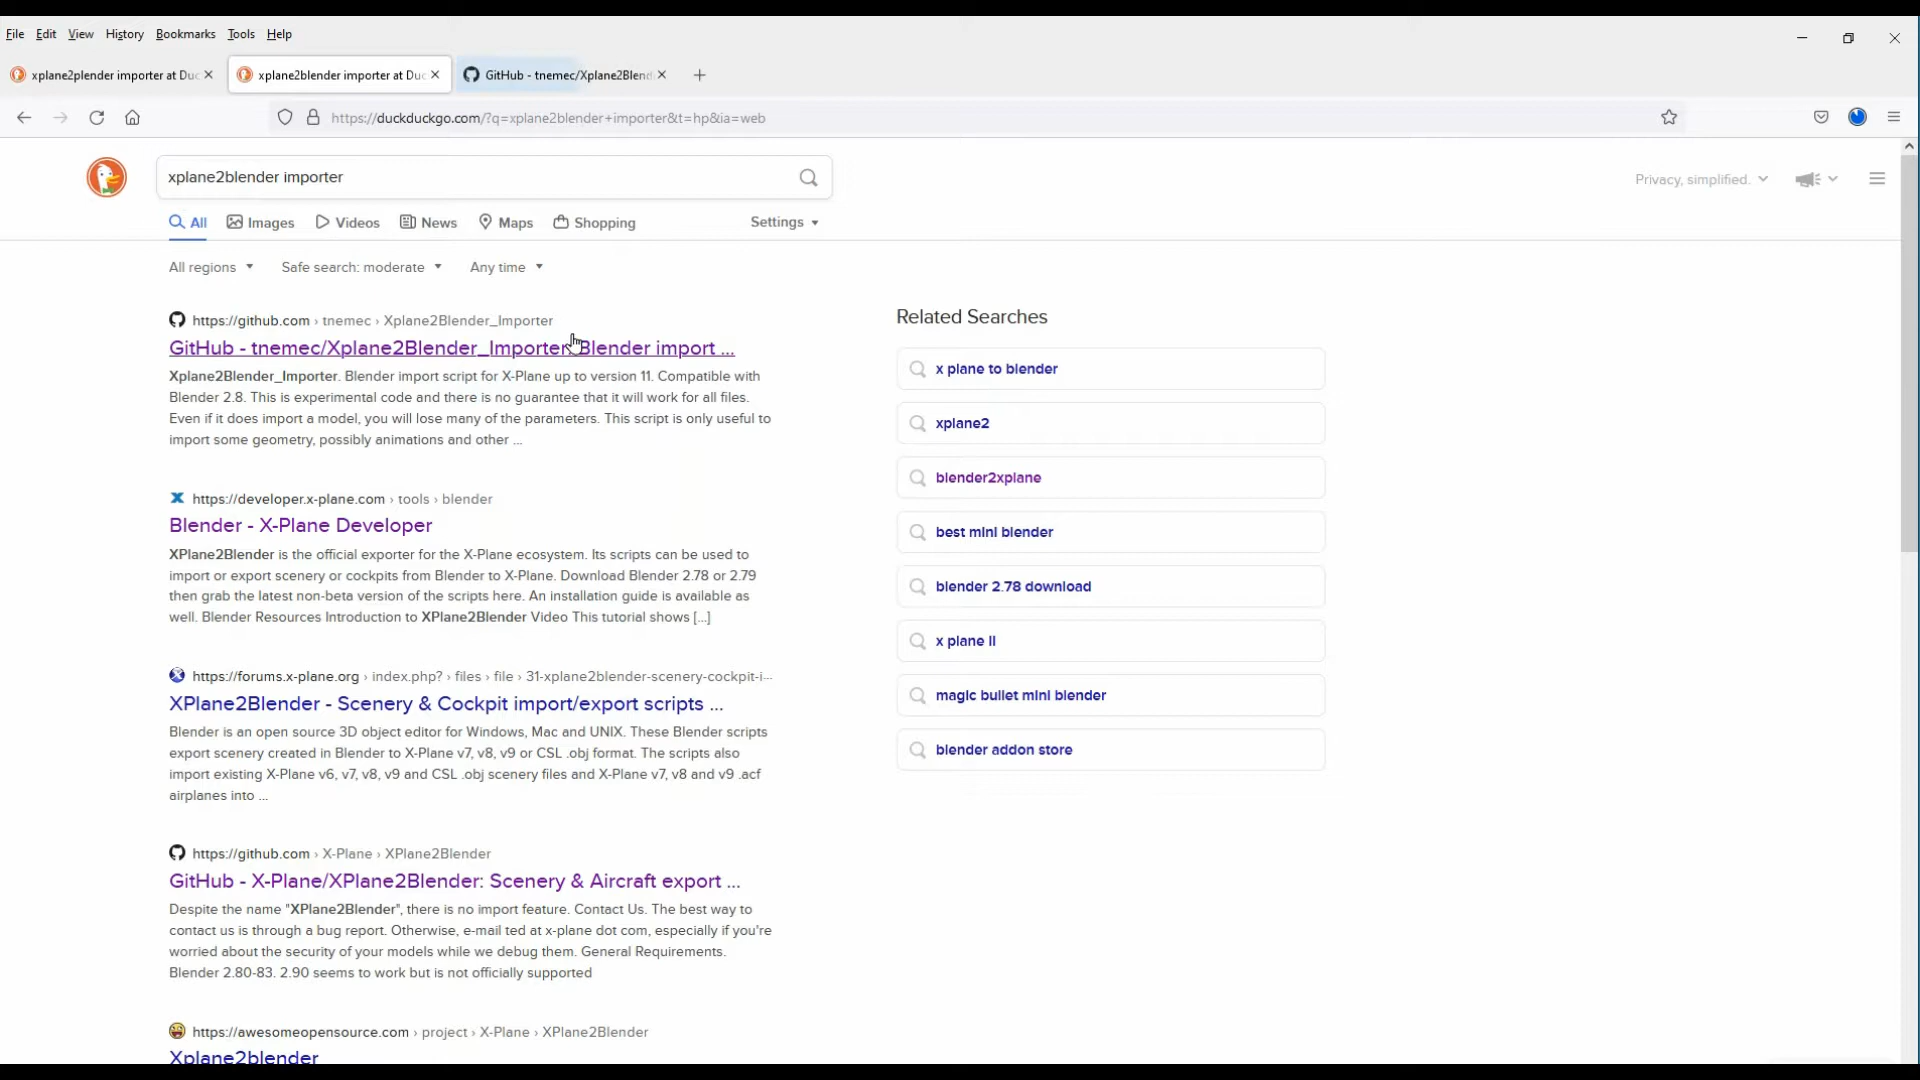 File Edit View History Bookmarks Tools Help
xplane2plender importer at Duc
xplane2blender importer at Duc
GitHub - tnemec/Xplane2Blend
https://duckduckgo.com/?q=xplane2blender+importer&t=hp&ia=web
xplane2blender importer
Privacy, simplified.
All Images Videos News Maps Shopping Settings
All regions Safe search: moderate Any time
https://github.com › tnemec › Xplane2Blender_Importer
GitHub - tnemec/Xplane2Blender_Importer: Blender import ...
Xplane2Blender_Importer. Blender import script for X-Plane up to version 11. Compatible with
Blender 2.8. This is experimental code and there is no guarantee that it will work for all files.
Even if it does import a model, you will lose many of the parameters. This script is only useful to
import some geometry, possibly animations and other ...
https://developer.x-plane.com › tools › blender
Blender - X-Plane Developer
XPlane2Blender is the official exporter for the X-Plane ecosystem. Its scripts can be used to
import or export scenery or cockpits from Blender to X-Plane. Download Blender 2.78 or 2.79
then grab the latest non-beta version of the scripts here. An installation guide is available as
well. Blender Resources Introduction to XPlane2Blender Video This tutorial shows [...]
https://forums.x-plane.org › index.php? › files › file › 31-xplane2blender-scenery-cockpit-i...
XPlane2Blender - Scenery & Cockpit import/export scripts ...
Blender is an open source 3D object editor for Windows, Mac and UNIX. These Blender scripts
export scenery created in Blender to X-Plane v7, v8, v9 or CSL .obj format. The scripts also
import existing X-Plane v6, v7, v8, v9 and CSL .obj scenery files and X-Plane v7, v8 and v9 .acf
airplanes into ...
https://github.com › X-Plane › XPlane2Blender
GitHub - X-Plane/XPlane2Blender: Scenery & Aircraft export ...
Despite the name "XPlane2Blender", there is no import feature. Contact Us. The best way to
contact us is through a bug report. Otherwise, e-mail ted at x-plane dot com, especially if you're
worried about the security of your models while we debug them. General Requirements.
Blender 2.80-83. 2.90 seems to work but is not officially supported
https://awesomeopensource.com › project › X-Plane › XPlane2Blender
Xplane2blender
Related Searches
x plane to blender
xplane2
blender2xplane
best mini blender
blender 2.78 download
x plane II
magic bullet mini blender
blender addon store